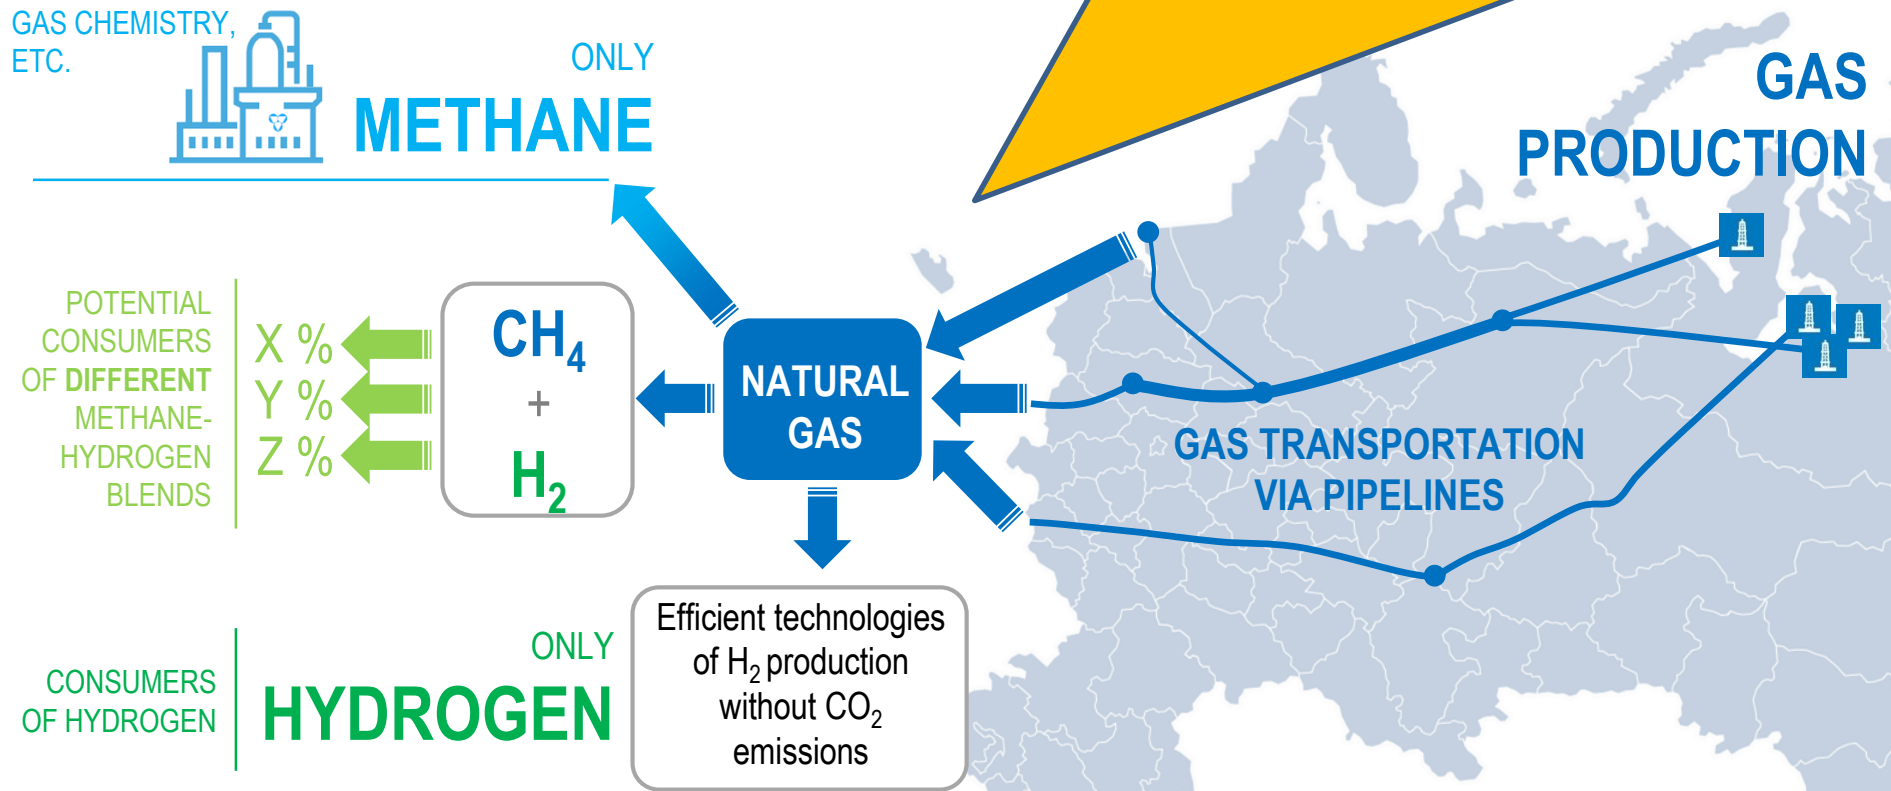 GAS CHEMISTRY,
ETC.
ONLY
METHANE
GAS
PRODUCTION
POTENTIAL
CONSUMERS
OF DIFFERENT
METHANE-
HYDROGEN
BLENDS
X %
Y %
Z %
CH₄
+
H₂
NATURAL
GAS
GAS TRANSPORTATION
VIA PIPELINES
CONSUMERS
OF HYDROGEN
ONLY
HYDROGEN
Efficient technologies
of H₂ production
without CO₂
emissions